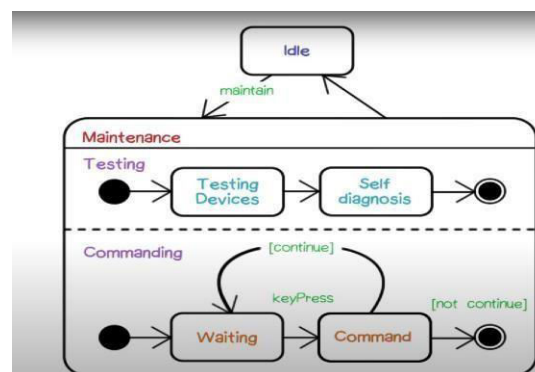 Idle
maintain
Maintenance
Testing
Testing
Devices
Self
diagnosis
Commanding
[continue]
keyPress
[not continue]
Waiting
Command